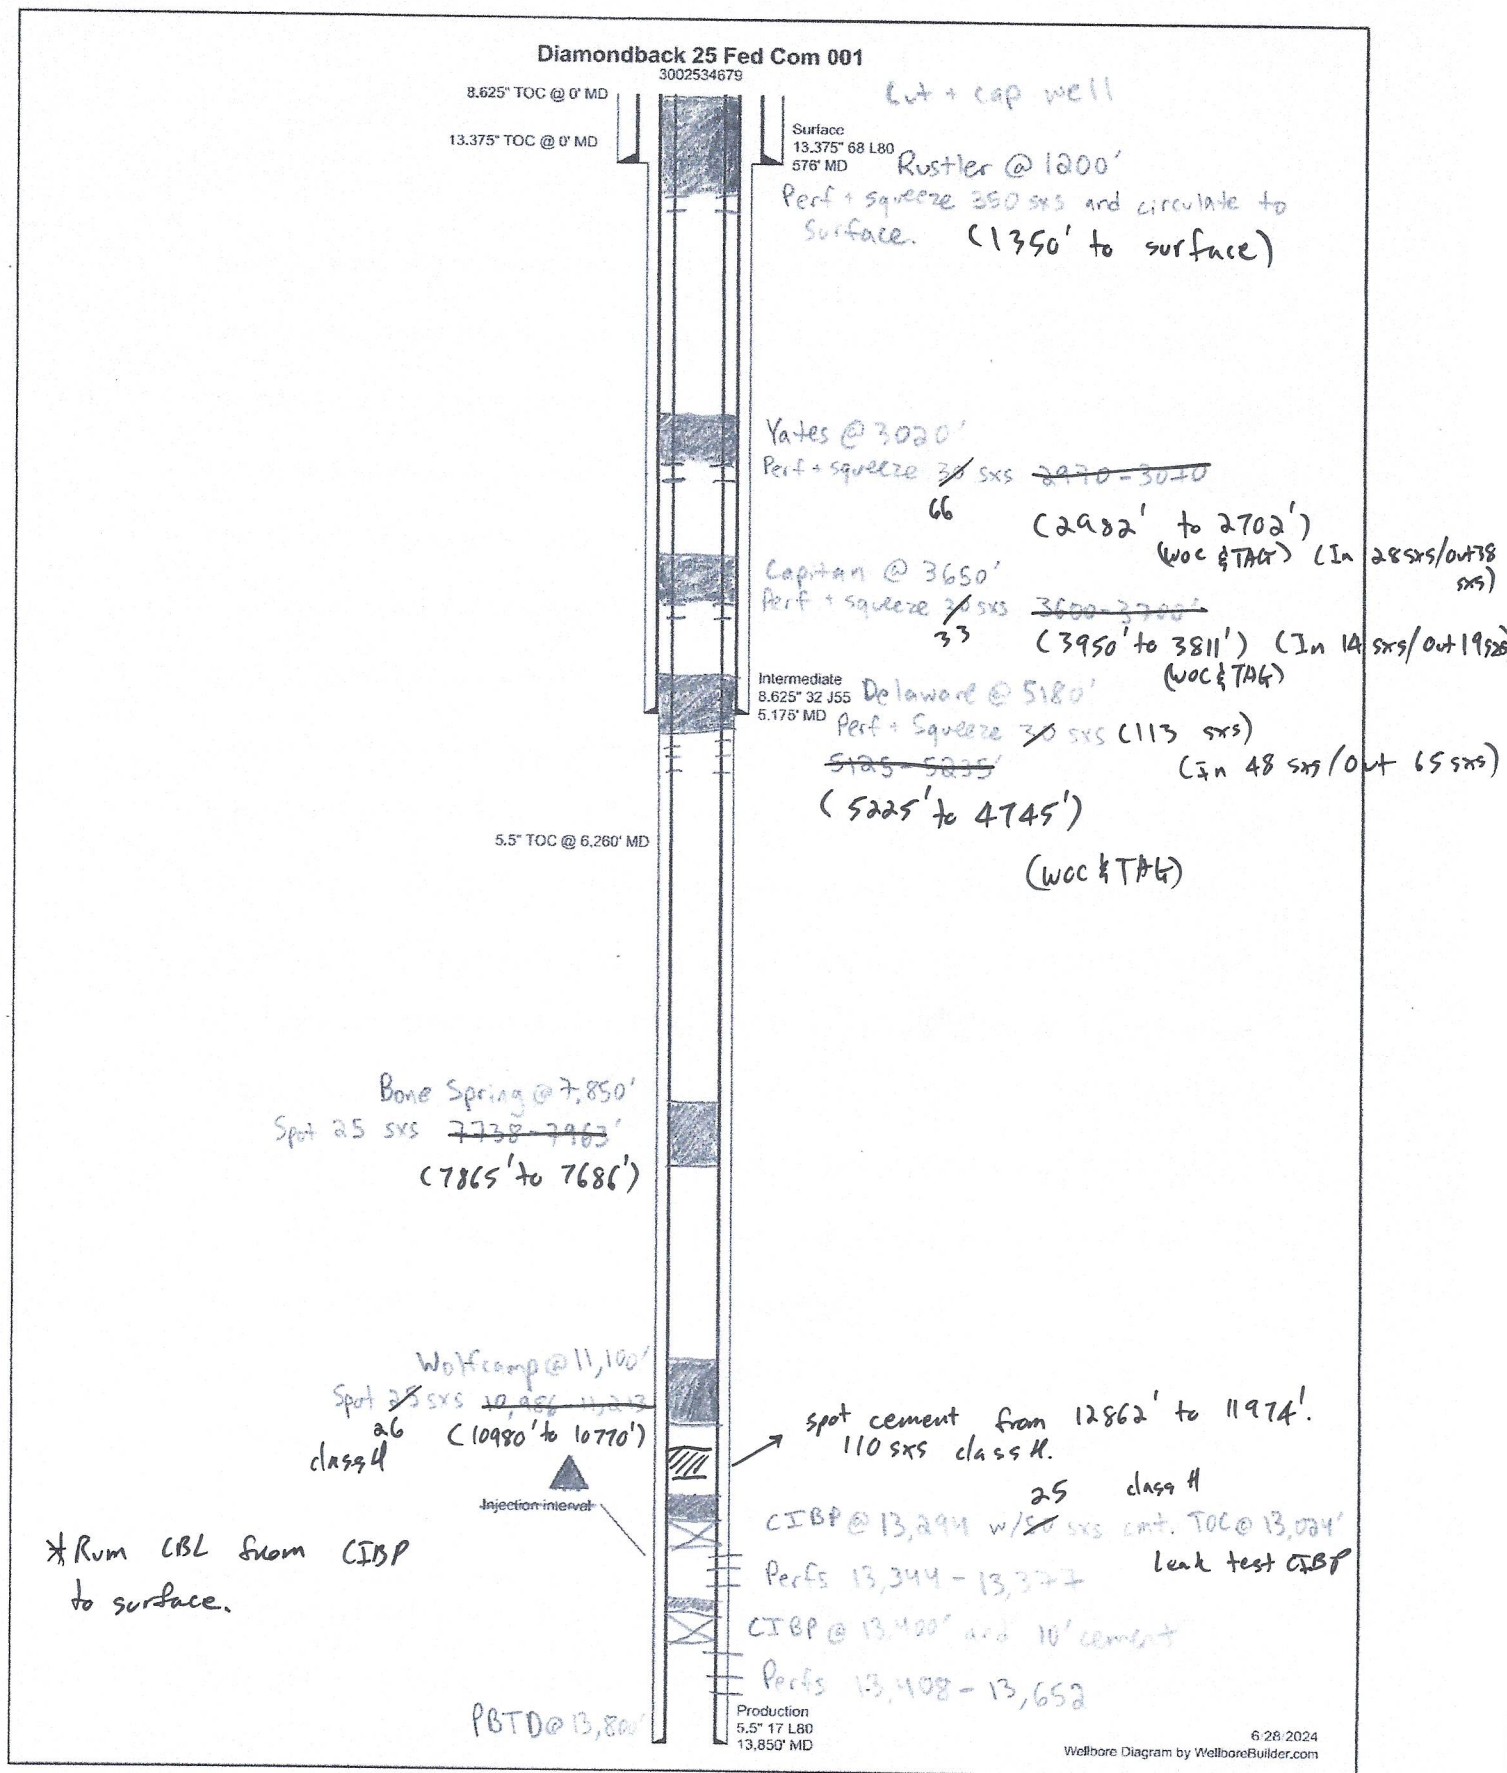 Diamondback 25 Fed Com 001
3002534679
Cut + cap well
8.625" TOC @ 0' MD
13.375" TOC @ 0' MD
Surface
13.375" 68 L80
576' MD
Rustler @ 1200'
Perf + squeeze 350 sxs and circulate to
Surface. (1350' to surface)
Yates @ 3020'
Perf + squeeze 30 sxs 2970-3070
66
(2982' to 2702')
(WOC & TAG) (In 28 sxs/out 38
sxs)
Capitan @ 3650'
Perf + squeeze 30 sxs 3600-3700'
33
(3950' to 3811') (In 14 sxs/out 19 sxs
(WOC & TAG)
Intermediate
8.625" 32 J55
5,175' MD
Delaware @ 5180'
Perf + Squeeze 30 sxs (113 sxs)
5125-5235'
(In 48 sxs/out 65 sxs)
(5225' to 4745')
5.5" TOC @ 6,260' MD
(WOC & TAG)
Bone Spring @ 7,850'
Spot 25 sxs 7738-7963'
(7865' to 7686')
Wolfcamp @ 11,100'
Spot 25 sxs 10,986-11,213
26
class H
(10980' to 10770')
spot cement from 12862' to 11974'.
110 sxs class H.
Injection interval
25 class H
CIBP @ 13,294 w/50 sxs cmt. TOC @ 13,024'
leak test CIBP
* Rum CBL from CIBP
to surface.
Perfs 13,344-13,377
CIBP @ 13,400' and 10' cement
Perfs 13,408-13,652
PBTD @ 13,800'
Production
5.5" 17 L80
13,850' MD
6/28/2024
Wellbore Diagram by WellboreBuilder.com